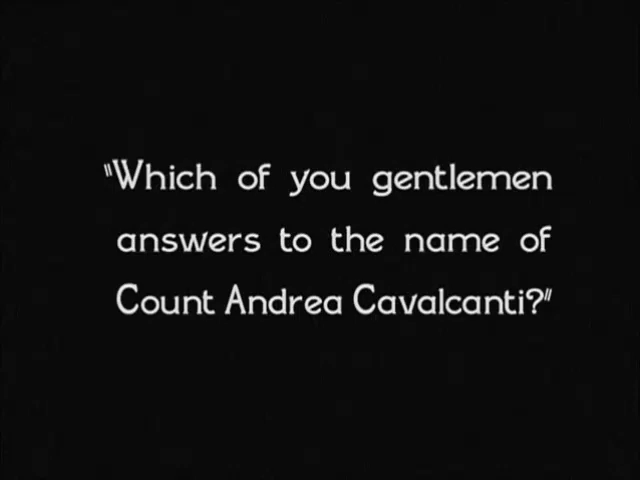 "Which of you gentlemen
answers to the name of
Count Andrea Cavalcanti?"